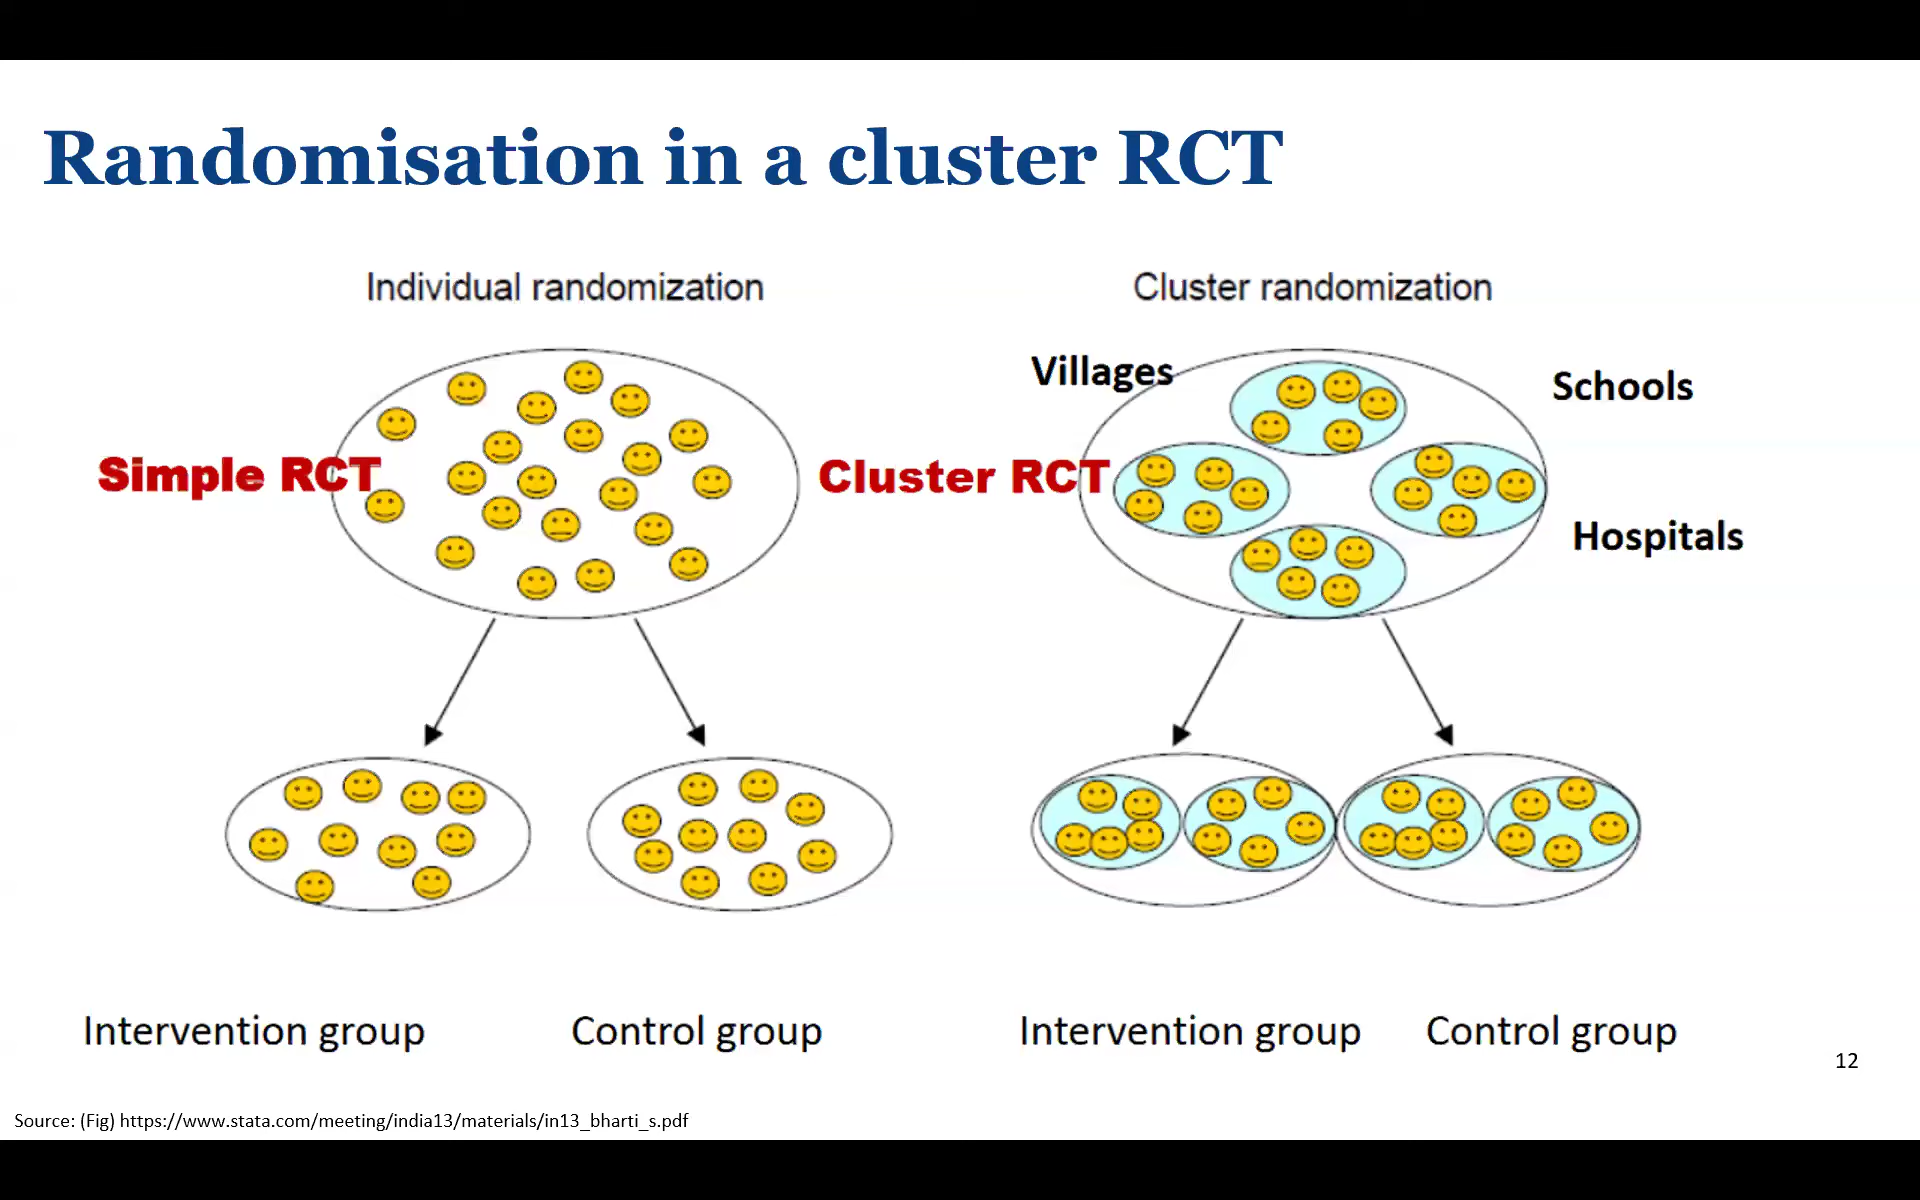 Randomisation in a cluster RCT
Individual randomization
Cluster randomization
Villages
Schools
Simple RCT
Cluster RCT
Hospitals
Intervention group
Control group
Intervention group
Control group
12
Source: (Fig) https://www.stata.com/meeting/india13/materials/in13_bharti_s.pdf